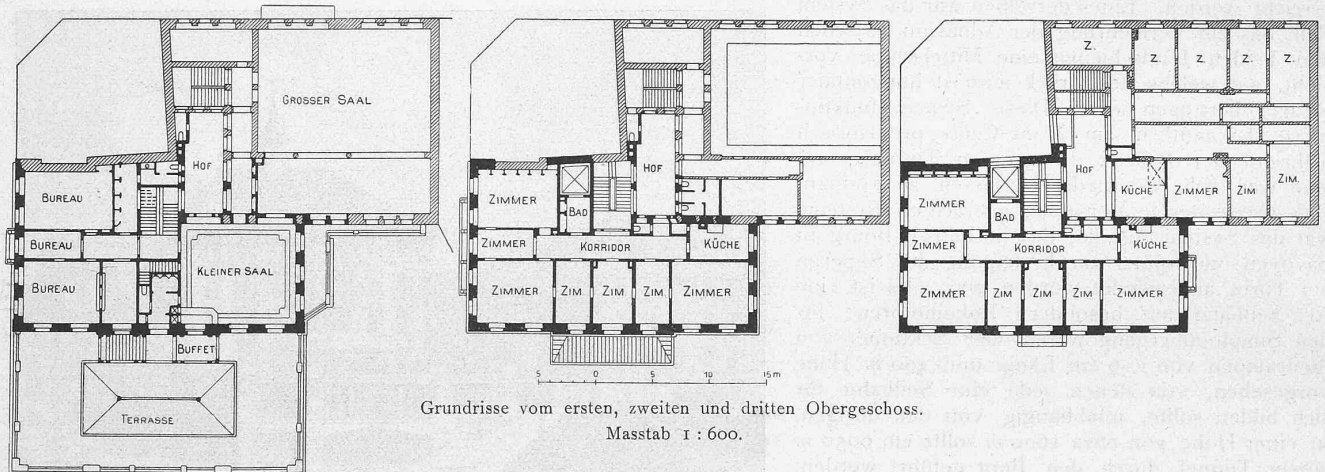 GROSSER SAAL
HOF
BUREAU
BUREAU
KLEINER SAAL
BUREAU
BUFFET
TERRASSE
HOF
ZIMMER
BAD
ZIMMER
KORRIDOR
KÜCHE
ZIMMER
ZIM.
ZIM.
ZIM.
ZIMMER
Z.
Z.
Z.
Z.
Z.
HOF
ZIMMER
BAD
KÜCHE
ZIMMER
ZIM
ZIM.
ZIMMER
KORRIDOR
KÜCHE
ZIMMER
ZIM
ZIM.
ZIM
ZIMMER
5 0 5 10 15 m
Grundrisse vom ersten, zweiten und dritten Obergeschoss.
Masstab 1 : 600.